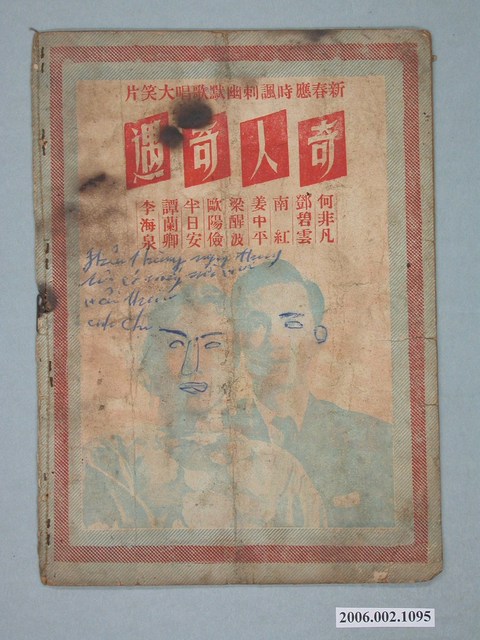 新春應時諷刺幽默歌唱大笑片
奇人奇遇
何非凡
鄧碧雲
南紅
姜中平
梁醒波
歐陽儉
半日安
譚蘭卿
李海泉
2006.002.1095